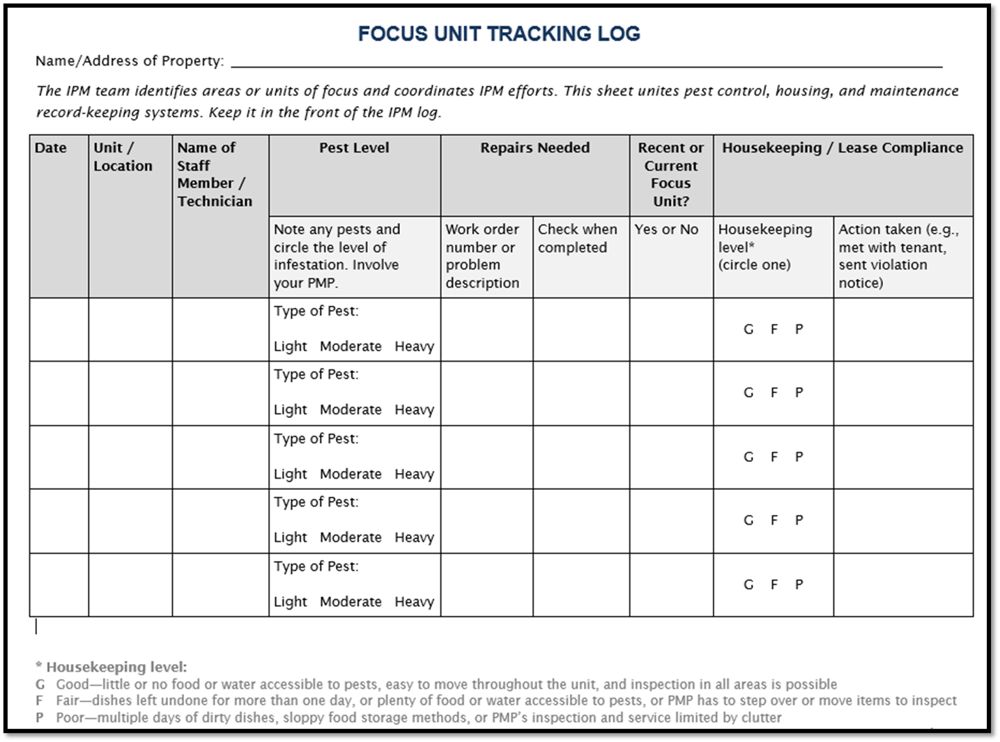 FOCUS UNIT TRACKING LOG
Name/Address of Property:
The IPM team identifies areas or units of focus and coordinates IPM efforts. This sheet unites pest control, housing, and maintenance
record-keeping systems. Keep it in the front of the IPM log.
Date
Unit /
Location
Name of
Staff
Member /
Technician
Pest Level
Repairs Needed
Recent or
Current
Focus
Unit?
Housekeeping / Lease Compliance
Note any pests and
circle the level of
infestation. Involve
your PMP.
Work order
number or
problem
description
Check when
completed
Yes or No
Housekeeping
level*
(circle one)
Action taken (e.g.,
met with tenant,
sent violation
notice)
Type of Pest:
Light Moderate Heavy
G F P
Type of Pest:
Light Moderate Heavy
G F P
Type of Pest:
Light Moderate Heavy
G F P
Type of Pest:
Light Moderate Heavy
G F P
Type of Pest:
Light Moderate Heavy
G F P
* Housekeeping level:
G Good—little or no food or water accessible to pests, easy to move throughout the unit, and inspection in all areas is possible
F Fair—dishes left undone for more than one day, or plenty of food or water accessible to pests, or PMP has to step over or move items to inspect
P Poor—multiple days of dirty dishes, sloppy food storage methods, or PMP's inspection and service limited by clutter